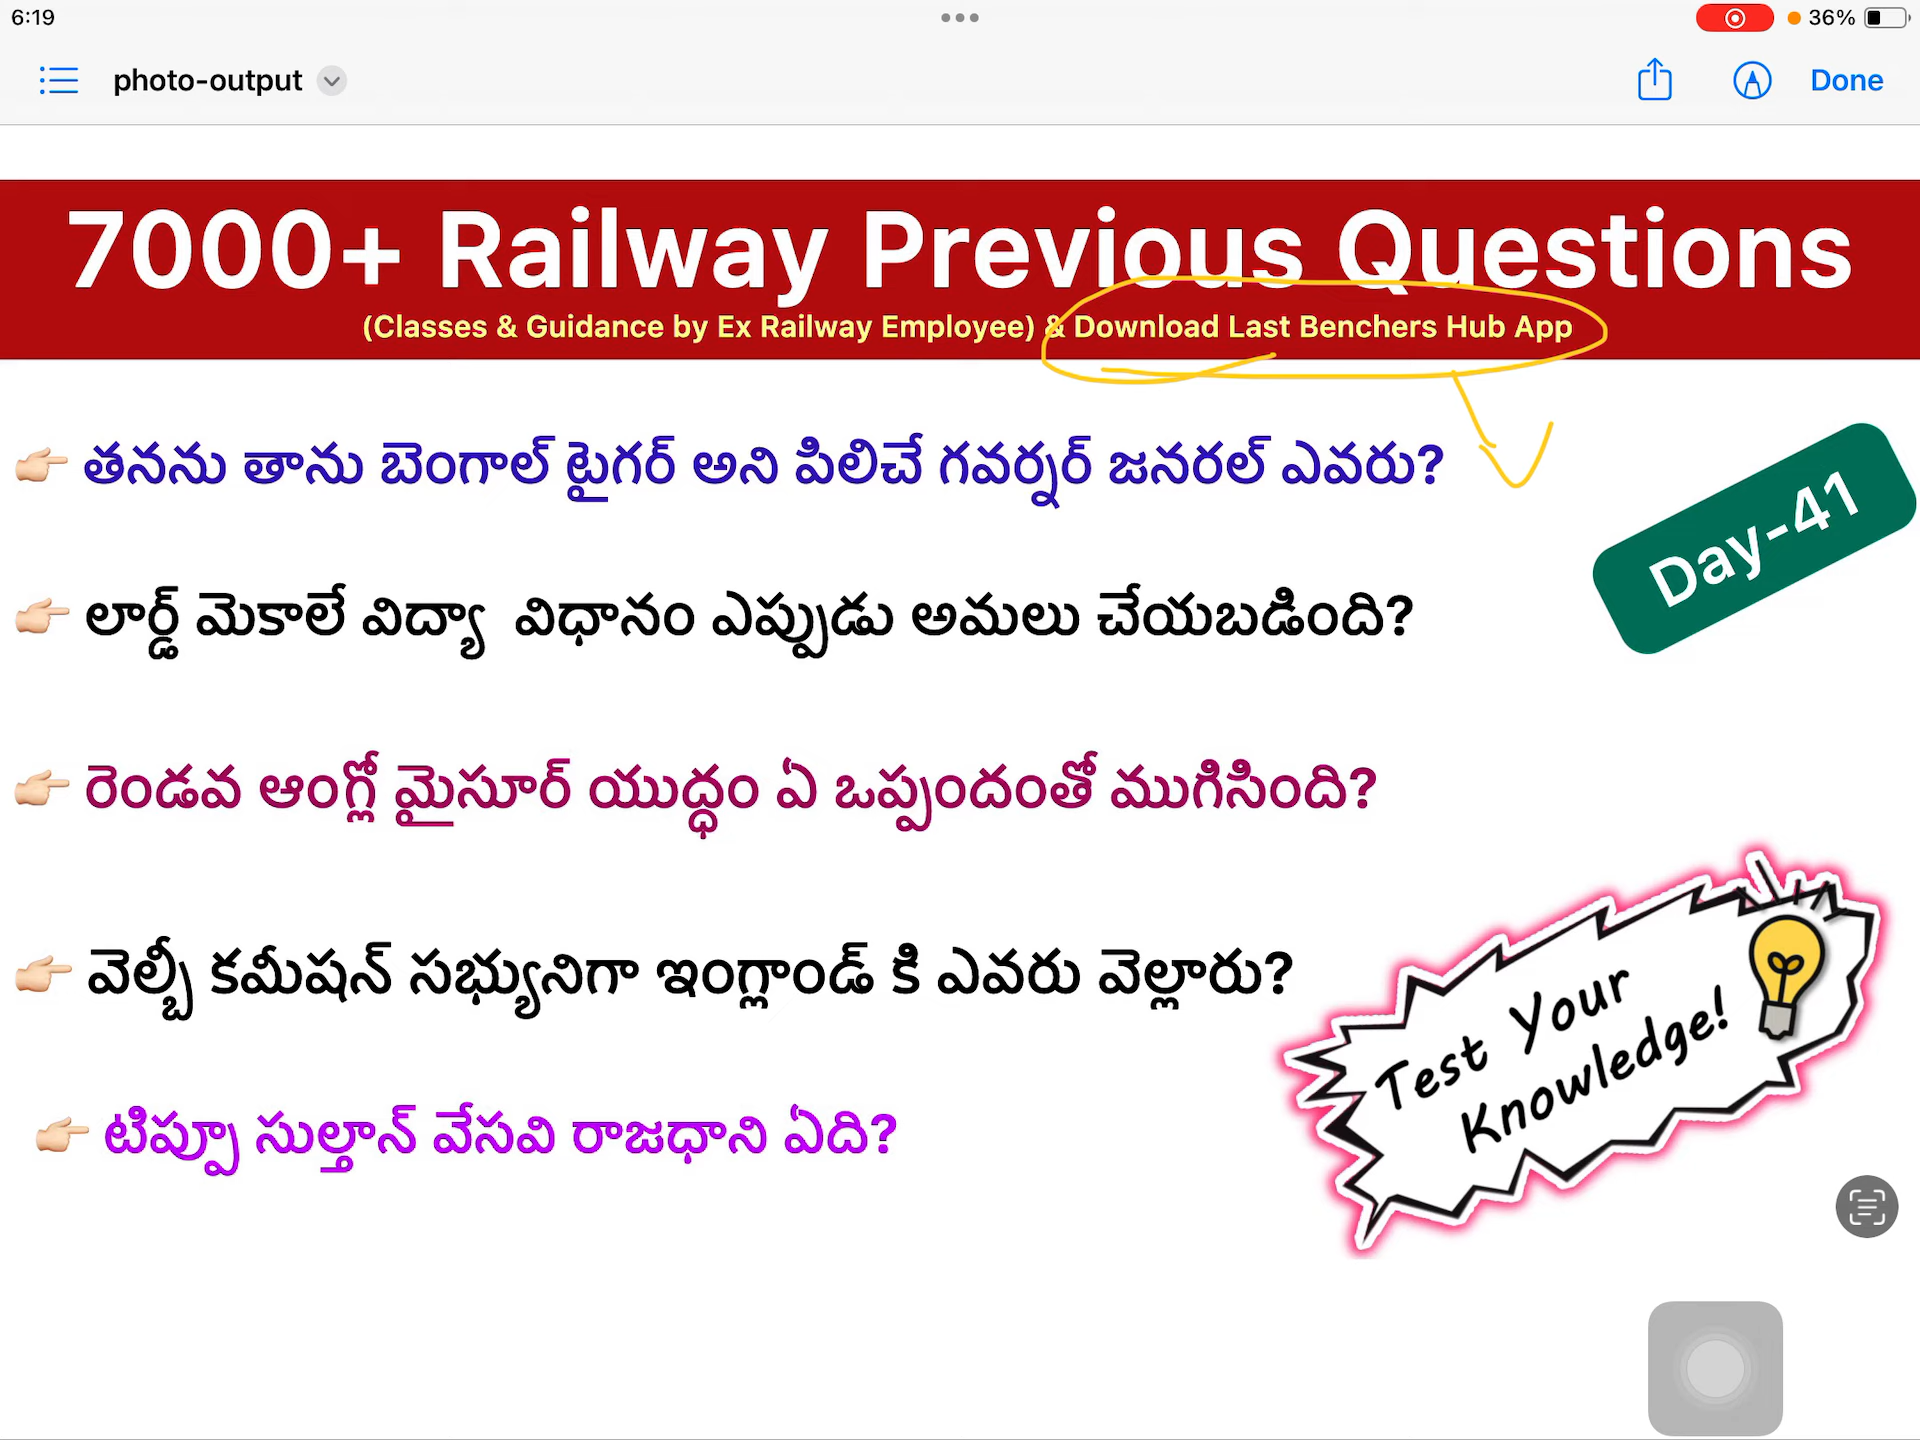 6:19
36%
photo-output
Done
7000+ Railway Previous Questions
(Classes & Guidance by Ex Railway Employee) & Download Last Benchers Hub App
తనను తాను బెంగాల్ టైగర్ అని పిలిచే గవర్నర్ జనరల్ ఎవరు?
Day-41
లార్డ్ మెకాలే విద్యా విధానం ఎప్పుడు అమలు చేయబడింది?
రెండవ ఆంగ్లో మైసూర్ యుద్ధం ఏ ఒప్పందంతో ముగిసింది?
వెల్బీ కమీషన్ సభ్యునిగా ఇంగ్లాండ్ కి ఎవరు వెల్లారు?
Test Your
Knowledge!
టిప్పూ సుల్తాన్ వేసవి రాజధాని ఏది?